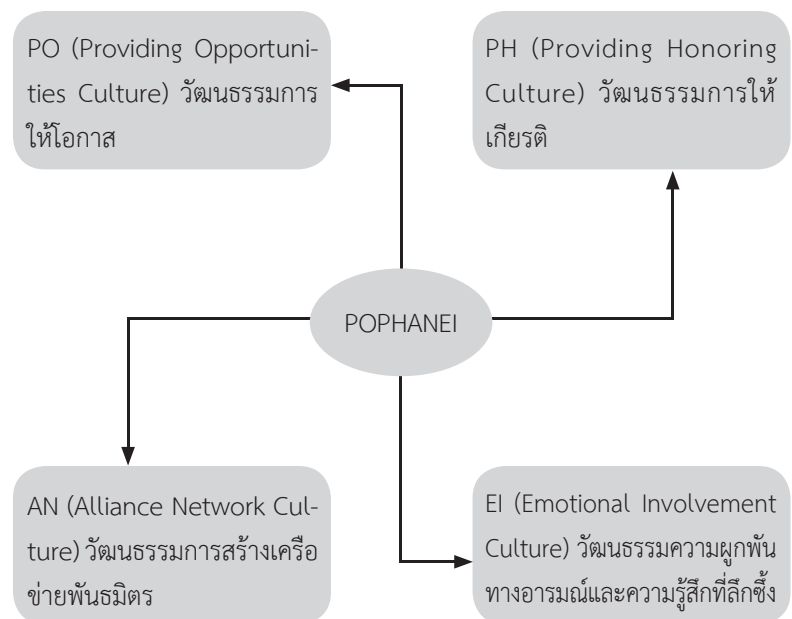 PO (Providing Opportuni-
ties Culture) วัฒนธรรมการ
ให้โอกาส
PH (Providing Honoring
Culture) วัฒนธรรมการให้
เกียรติ
POPHANEI
AN (Alliance Network Cul-
ture) วัฒนธรรมการสร้างเครือ
ข่ายพันธมิตร
EI (Emotional Involvement
Culture) วัฒนธรรมความผูกพัน
ทางอารมณ์และความรู้สึกที่ลึกซึ้ง